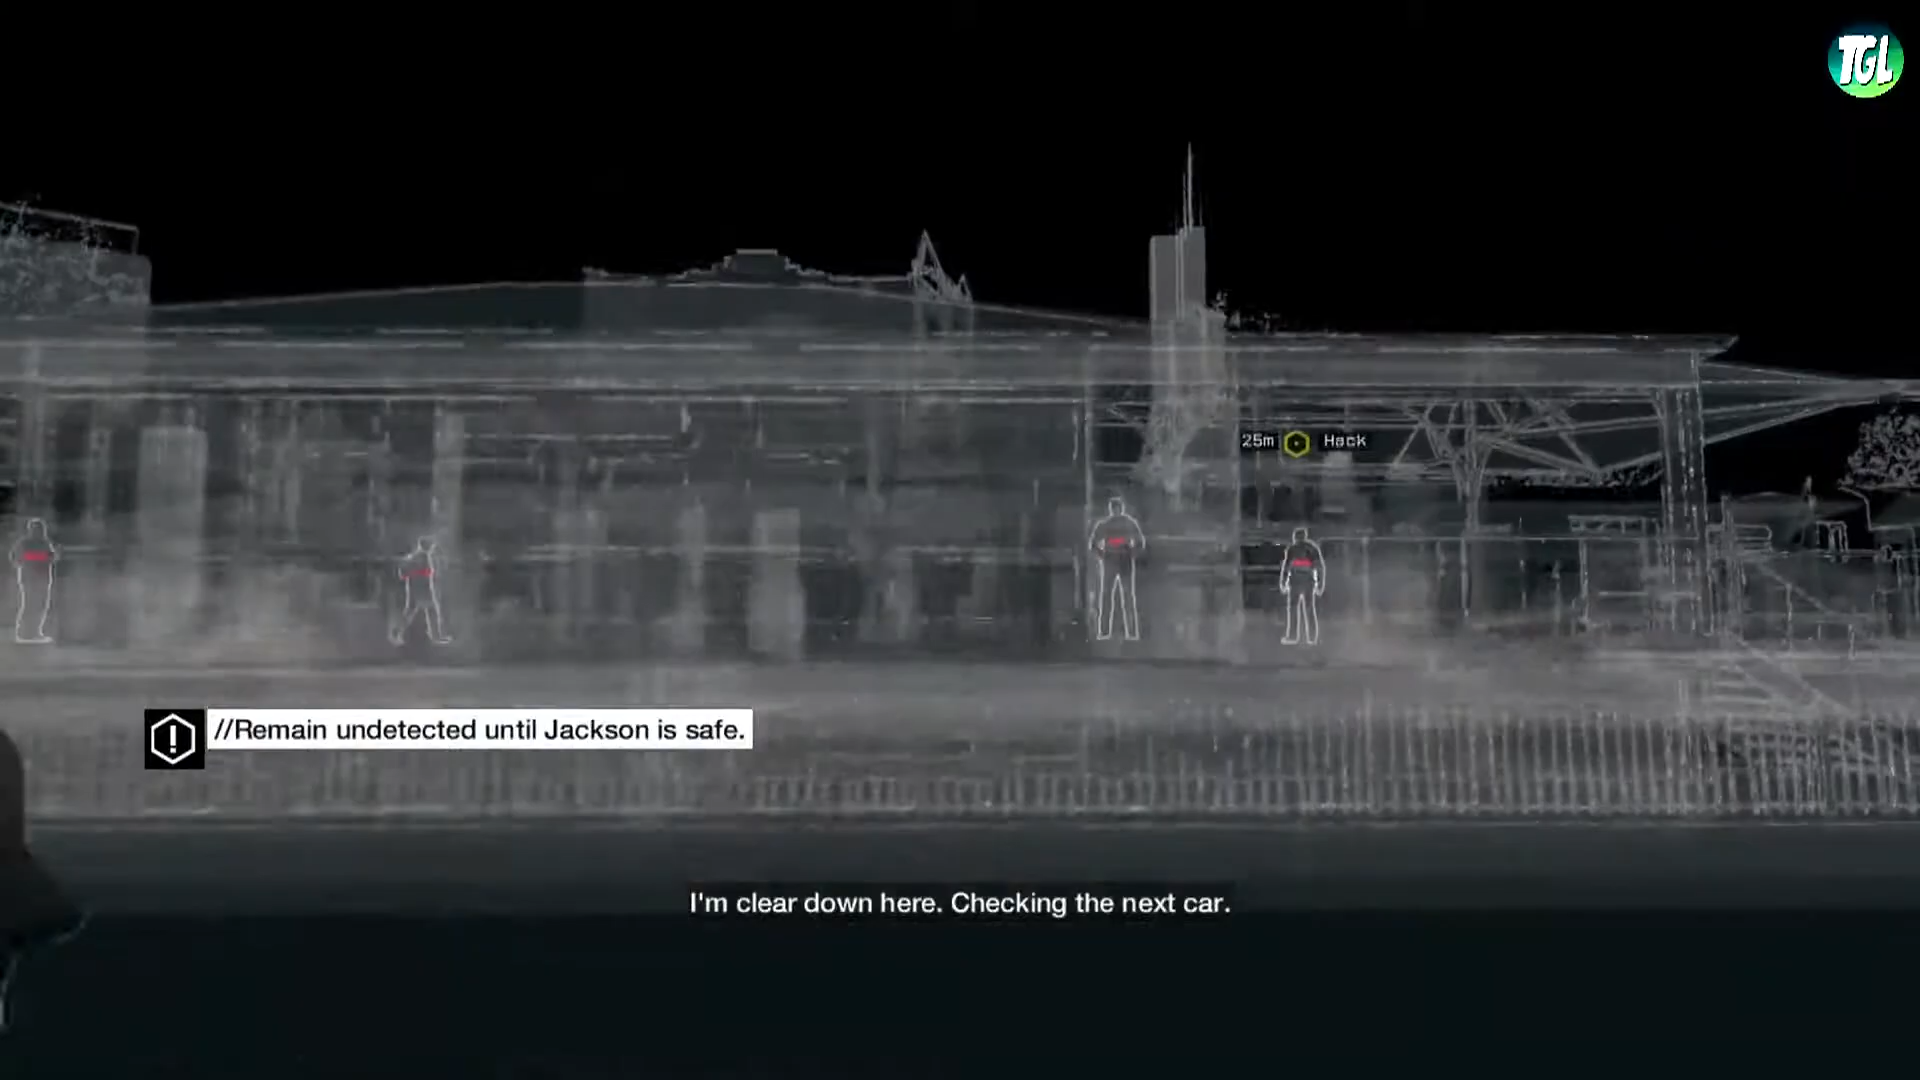 TGL
25m Hack
//Remain undetected until Jackson is safe.
I'm clear down here. Checking the next car.